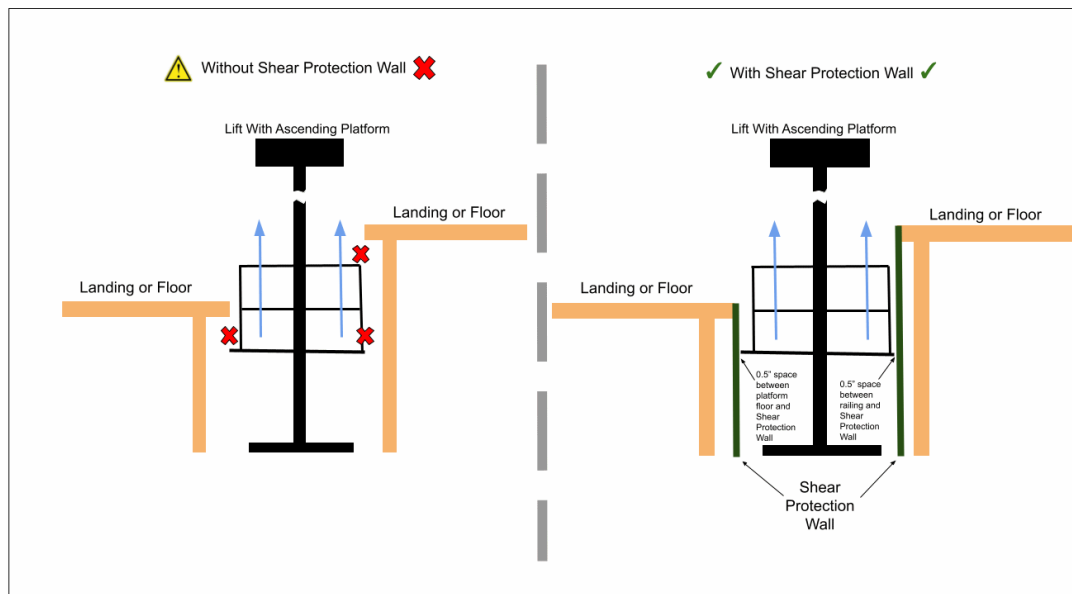 Without Shear Protection Wall
Lift With Ascending Platform
Landing or Floor
Landing or Floor
With Shear Protection Wall
Lift With Ascending Platform
Landing or Floor
Landing or Floor
0.5" space
between
platform
floor and
Shear
Protection
Wall
0.5" space
between
railing and
Shear
Protection
Wall
Shear
Protection
Wall